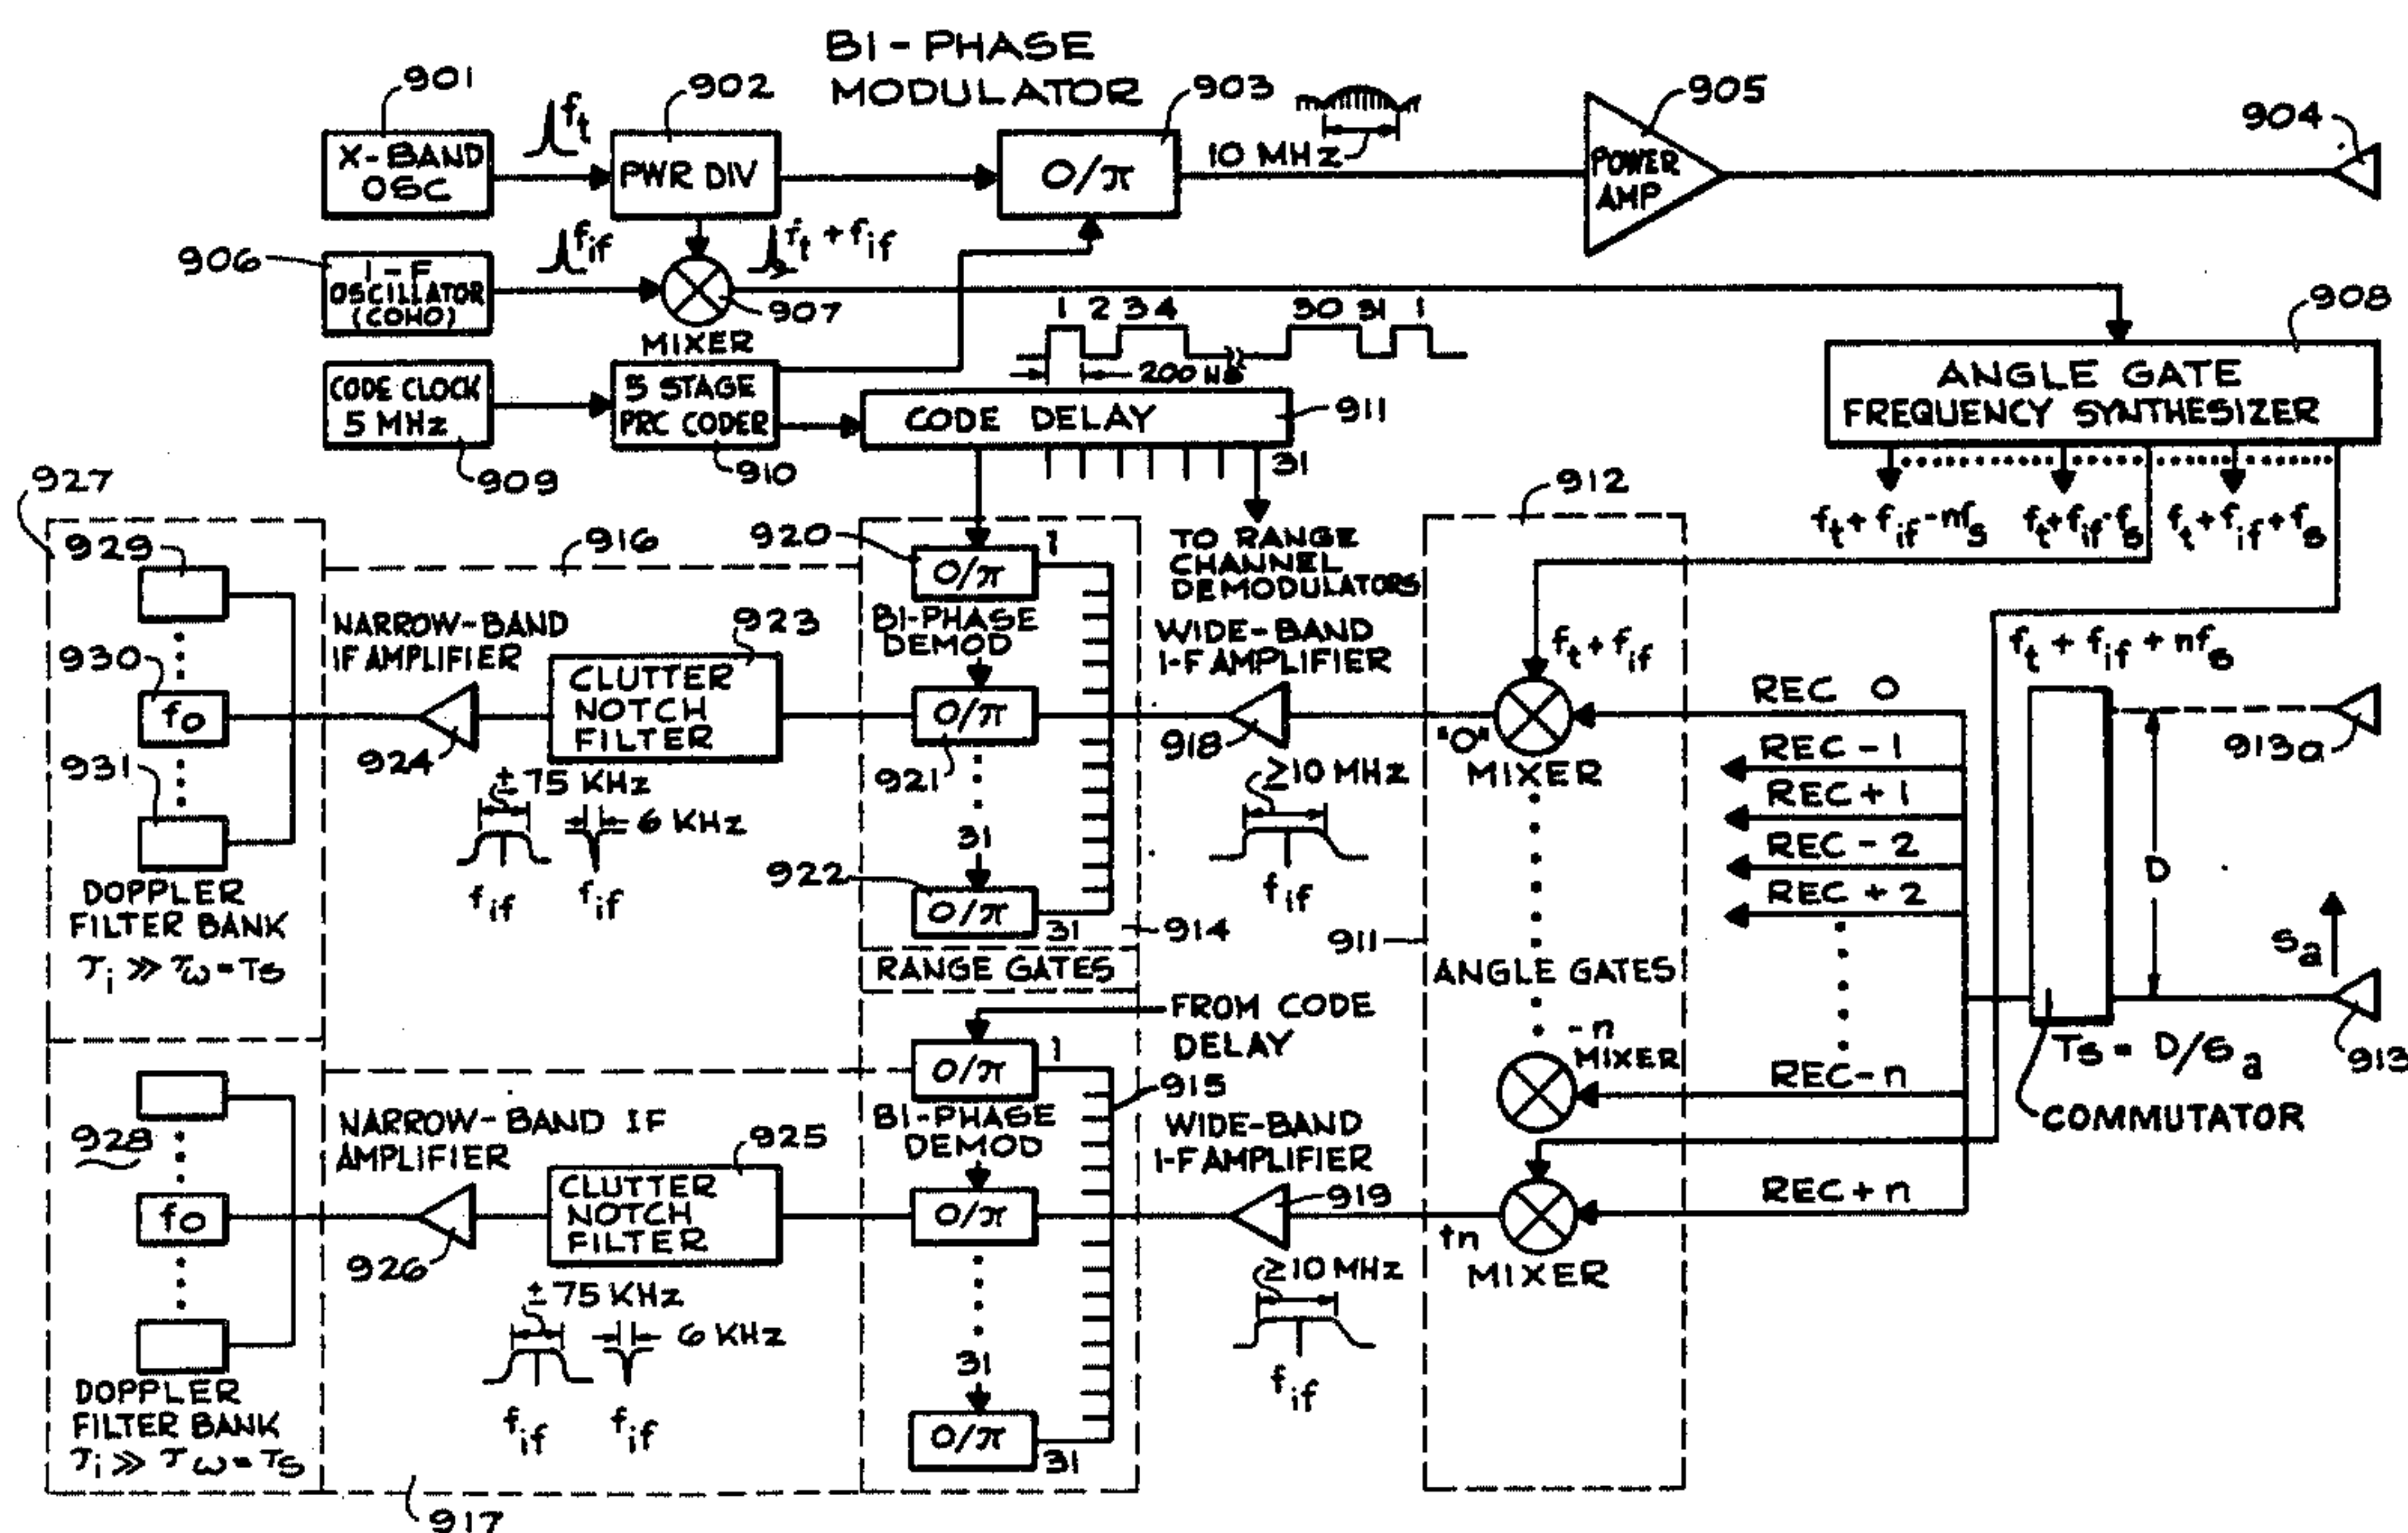 BI-PHASE
MODULATOR
901
902
903
905
904
X-BAND
OSC
f_t
PWR DIV
O/π
10 MHz
POWER
AMP
906
I-F
OSCILLATOR
(COHO)
f_if
f_t + f_if
907
MIXER
1 2 3 4 30 31 1
908
CODE CLOCK
5 MHz
909
5 STAGE
PRC CODER
910
200 NS
CODE DELAY
911
31
ANGLE GATE
FREQUENCY SYNTHESIZER
f_t + f_if - nf_s
f_t + f_if - f_s
f_t + f_if + f_s
927
929
916
920
O/π
1
TO RANGE
CHANNEL
DEMODULATORS
912
930
fo
931
NARROW-BAND
IF AMPLIFIER
923
CLUTTER
NOTCH
FILTER
924
BI-PHASE
DEMOD
O/π
921
WIDE-BAND
I-F AMPLIFIER
918
f_t + f_if
"O"
MIXER
REC 0
REC - 1
REC + 1
REC - 2
REC + 2
f_t + f_if + nf_s
913a
± 75 KHz
6 KHz
f_if
f_if
31
922
O/π
31
≥10 MHz
f_if
914
911
D
S_a
DOPPLER
FILTER BANK
τ_i ≫ τ_ω = T_S
RANGE GATES
ANGLE GATES
FROM CODE
DELAY
-n
MIXER
REC-n
T_S = D/S_a
913
COMMUTATOR
928
fo
NARROW-BAND IF
AMPLIFIER
925
CLUTTER
NOTCH
FILTER
926
O/π
1
BI-PHASE
DEMOD
O/π
915
WIDE-BAND
I-F AMPLIFIER
919
tn
MIXER
REC+n
± 75 KHz
6 KHz
f_if
f_if
31
O/π
31
≥10 MHz
f_if
DOPPLER
FILTER BANK
τ_i ≫ τ_ω = T_S
917